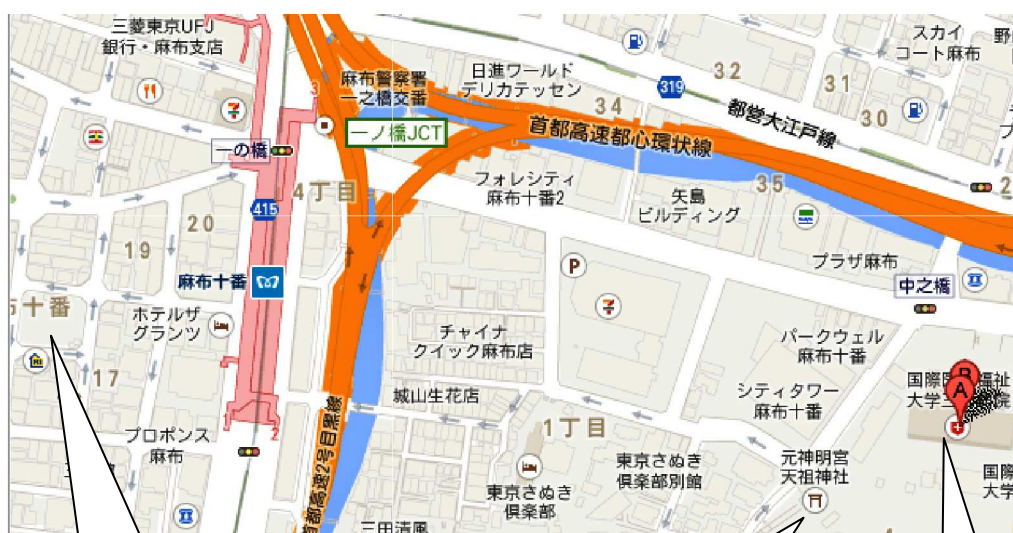 三菱東京UFJ
銀行・麻布支店
スカイ
コート麻布
野
麻布警察署
一之橋交番
日進ワールド
デリカテッセン
32
31
30
319
34
都営大江戸線
3
一ノ橋JCT
首都高速都心環状線
一の橋
4丁目
フォレシティ
麻布十番2
矢島
ビルディング
35
2
415
20
19
麻布十番
P
プラザ麻布
中之橋
十番
ホテルザ
グランツ
チャイナ
クイック麻布店
パークウェル
麻布十番
17
城山生花店
シティタワー
麻布十番
国際医
福祉
大学三
院
B
A
プロポンス
麻布
2
首都高速2号目黒線
1丁目
東京さぬき
倶楽部別館
元神明宮
天祖神社
東京さぬき
倶楽部
国際
大学
三田清風